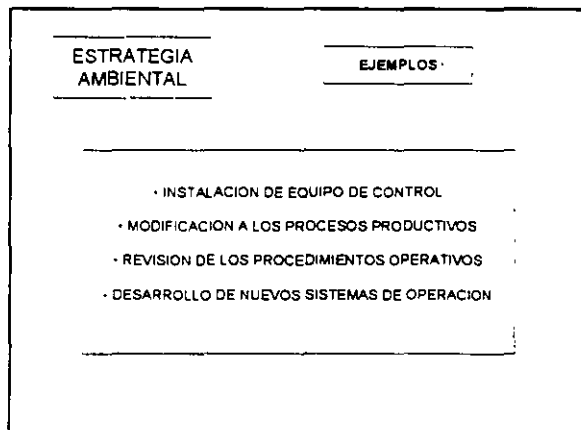 ESTRATEGIA
AMBIENTAL
EJEMPLOS·
· INSTALACION DE EQUIPO DE CONTROL
· MODIFICACION A LOS PROCESOS PRODUCTIVOS
· REVISION DE LOS PROCEDIMIENTOS OPERATIVOS
· DESARROLLO DE NUEVOS SISTEMAS DE OPERACION